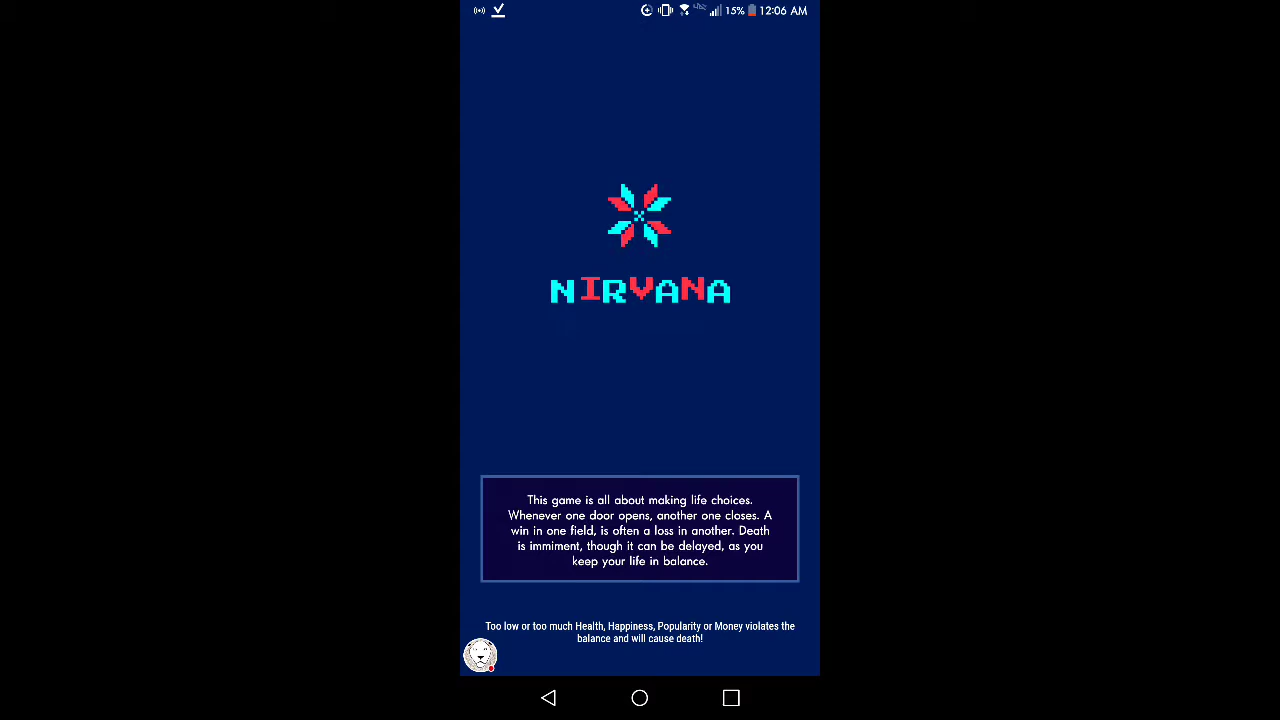 15% 12:06 AM
NIRVANA
This game is all about making life choices.
Whenever one door opens, another one closes. A
win in one field, is often a loss in another. Death
is immiment, though it can be delayed, as you
keep your life in balance.
Too low or too much Health, Happiness, Popularity or Money violates the
balance and will cause death!